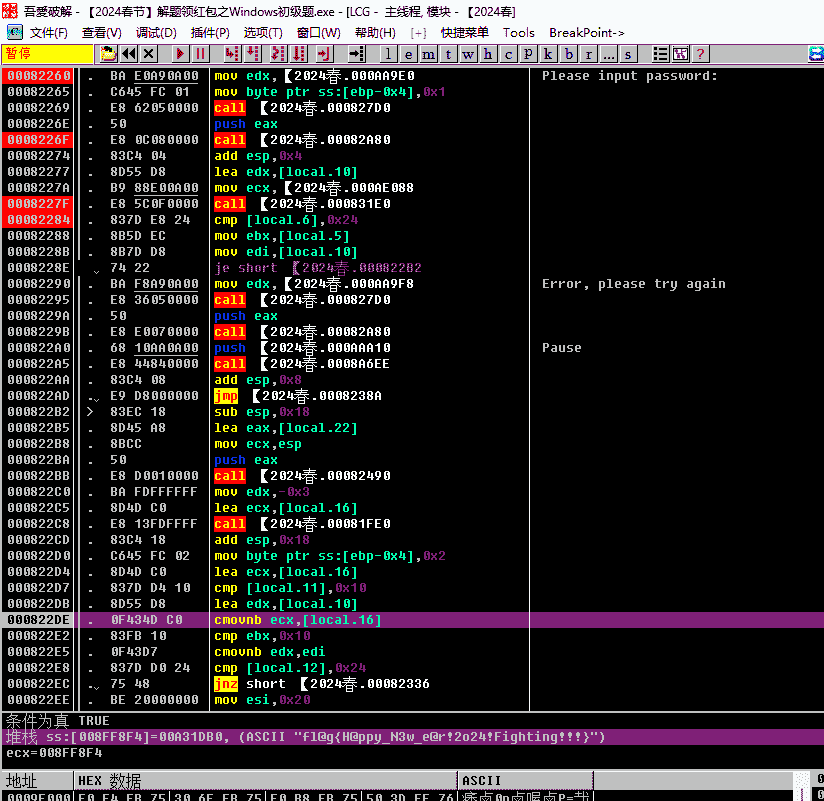 吾愛破解 - 【2024春节】解题领红包之Windows初级题.exe - [LCG - 主线程, 模块 - 【2024春]
文件(F) 查看(V) 调试(D) 插件(P) 选项(T) 窗口(W) 帮助(H) [+] 快捷菜单 Tools BreakPoint->
暂停 l e m t w h c P k b r ... s ?
00082260 . BA E0A90A00 mov edx,【2024春.000AA9E0 Please input password:
00082265 . C645 FC 01 mov byte ptr ss:[ebp-0x4],0x1
00082269 . E8 62050000 call 【2024春.000827D0
0008226E . 50 push eax
0008226F . E8 0C080000 call 【2024春.00082A80
00082274 . 83C4 04 add esp,0x4
00082277 . 8D55 D8 lea edx,[local.10]
0008227A . B9 88E00A00 mov ecx,【2024春.000AE088
0008227F . E8 5C0F0000 call 【2024春.000831E0
00082284 . 837D E8 24 cmp [local.6],0x24
00082288 . 8B5D EC mov ebx,[local.5]
0008228B . 8B7D D8 mov edi,[local.10]
0008228E . 74 22 je short 【2024春.000822B2
00082290 . BA F8A90A00 mov edx,【2024春.000AA9F8 Error, please try again
00082295 . E8 36050000 call 【2024春.000827D0
0008229A . 50 push eax
0008229B . E8 E0070000 call 【2024春.00082A80
000822A0 . 68 10AA0A00 push 【2024春.000AAA10 Pause
000822A5 . E8 44840000 call 【2024春.0008A6EE
000822AA . 83C4 08 add esp,0x8
000822AD . E9 D8000000 jmp 【2024春.0008238A
000822B2 > 83EC 18 sub esp,0x18
000822B5 . 8D45 A8 lea eax,[local.22]
000822B8 . 8BCC mov ecx,esp
000822BA . 50 push eax
000822BB . E8 D0010000 call 【2024春.00082490
000822C0 . BA FDFFFFFF mov edx,-0x3
000822C5 . 8D4D C0 lea ecx,[local.16]
000822C8 . E8 13FDFFFF call 【2024春.00081FE0
000822CD . 83C4 18 add esp,0x18
000822D0 . C645 FC 02 mov byte ptr ss:[ebp-0x4],0x2
000822D4 . 8D4D C0 lea ecx,[local.16]
000822D7 . 837D D4 10 cmp [local.11],0x10
000822DB . 8D55 D8 lea edx,[local.10]
000822DE . 0F434D C0 cmovnb ecx,[local.16]
000822E2 . 83FB 10 cmp ebx,0x10
000822E5 . 0F43D7 cmovnb edx,edi
000822E8 . 837D D0 24 cmp [local.12],0x24
000822EC . 75 48 jnz short 【2024春.00082336
000822EE . BE 20000000 mov esi,0x20
条件为真 TRUE
堆栈 ss:[008FF8F4]=00A31DB0, (ASCII "fl@g{H@ppy_N3w_e@r!2o24!Fighting!!!}")
ecx=008FF8F4
地址 HEX 数据 ASCII